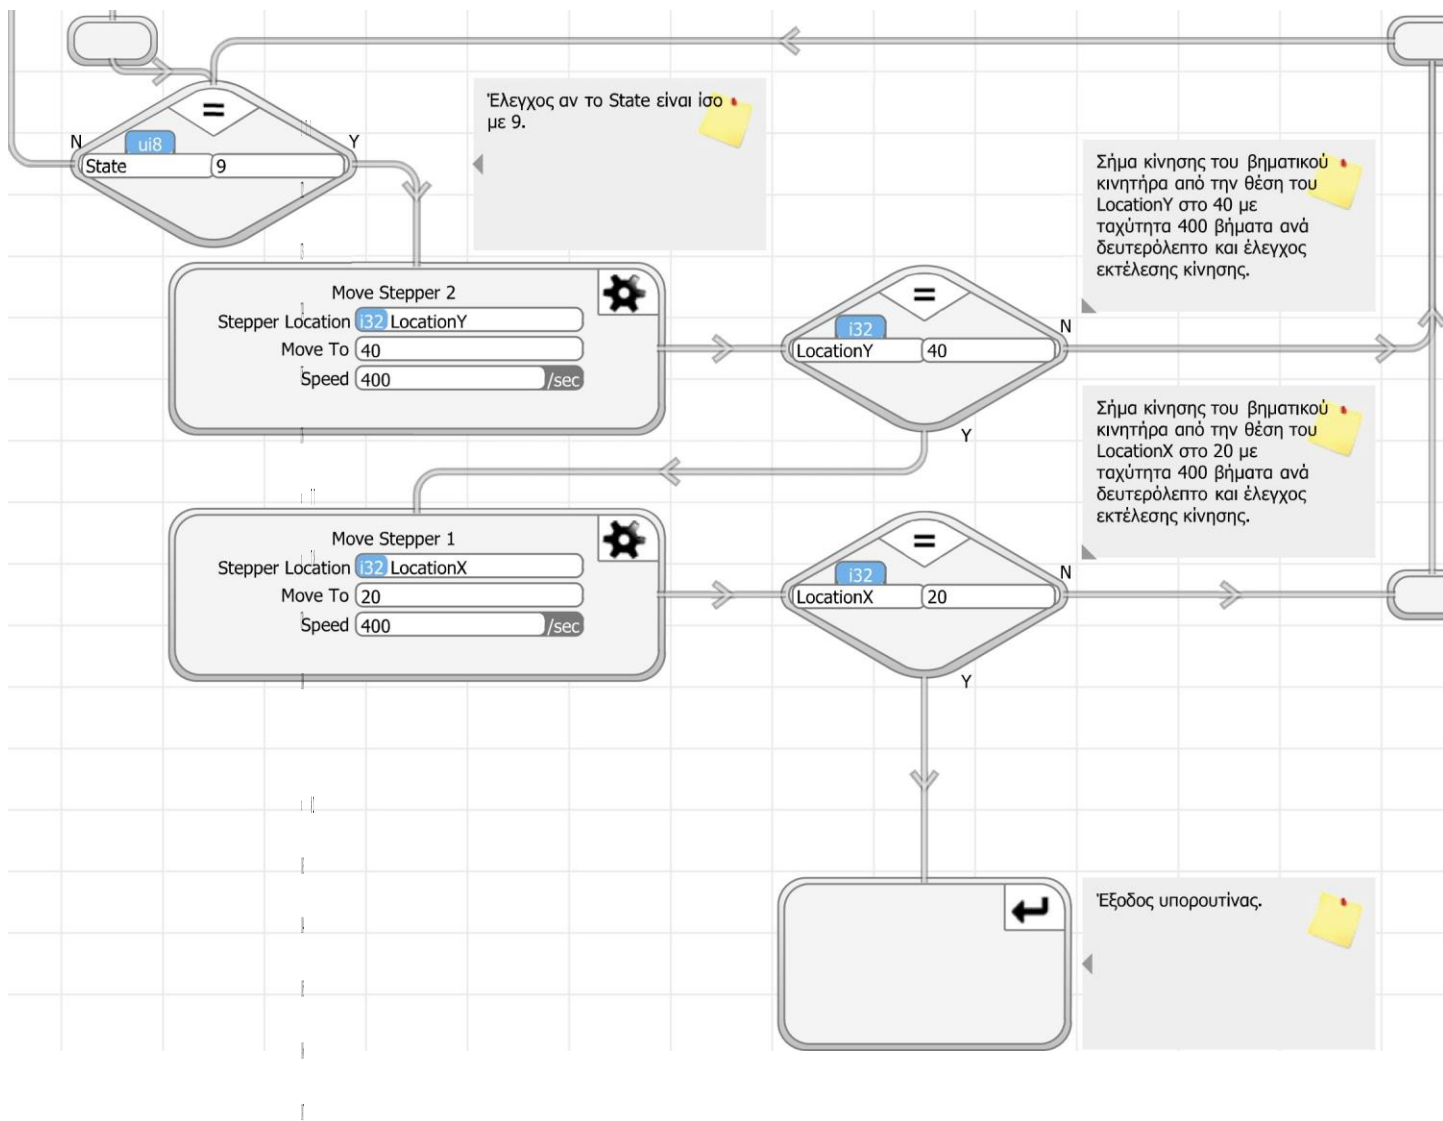 =
N
Y
ui8
State
9
Έλεγχος αν το State είναι ίσο
με 9.
Σήμα κίνησης του βηματικού
κινητήρα από την θέση του
LocationY στο 40 με
ταχύτητα 400 βήματα ανά
δευτερόλεπτο και έλεγχος
εκτέλεσης κίνησης.
Move Stepper 2
Stepper Location i32 LocationY
Move To 40
Speed 400 /sec
=
i32
LocationY
40
N
Y
Σήμα κίνησης του βηματικού
κινητήρα από την θέση του
LocationX στο 20 με
ταχύτητα 400 βήματα ανά
δευτερόλεπτο και έλεγχος
εκτέλεσης κίνησης.
Move Stepper 1
Stepper Location i32 LocationX
Move To 20
Speed 400 /sec
=
i32
LocationX
20
N
Y
Έξοδος υπορουτίνας.